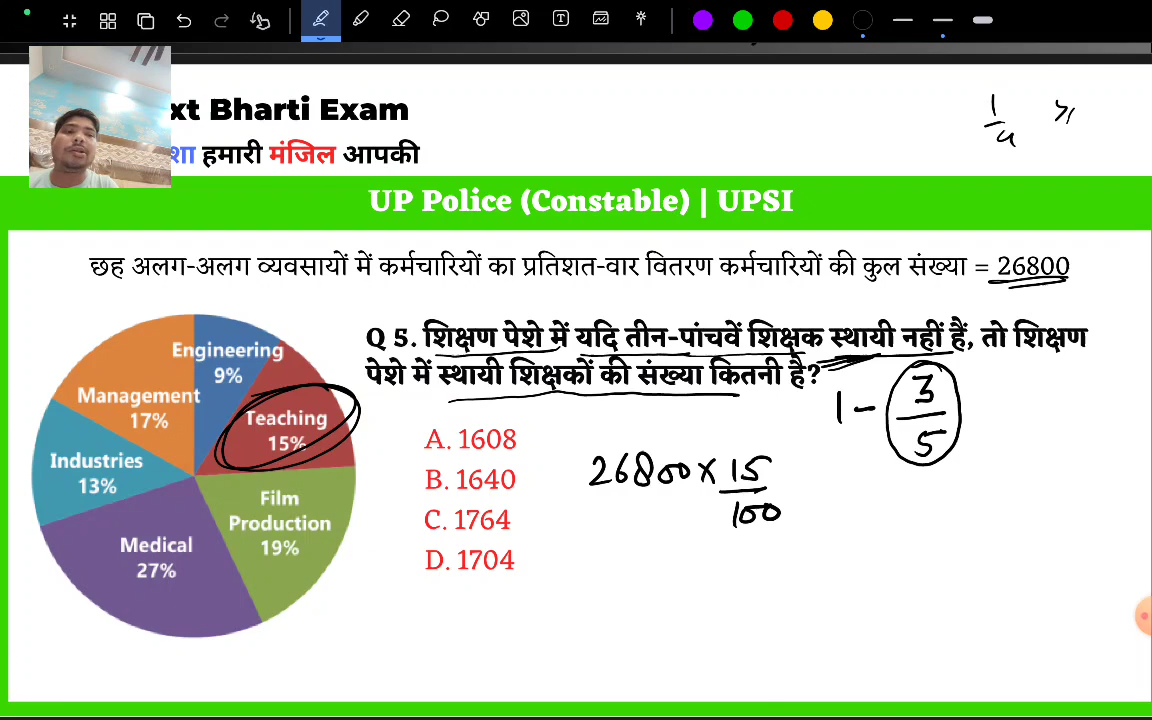 xt Bharti Exam
शा हमारी मंजिल आपकी
1/4
UP Police (Constable) | UPSI
छह अलग-अलग व्यवसायों में कर्मचारियों का प्रतिशत-वार वितरण कर्मचारियों की कुल संख्या = 26800
Q 5. शिक्षण पेशे में यदि तीन-पांचवें शिक्षक स्थायी नहीं हैं, तो शिक्षण
पेशे में स्थायी शिक्षकों की संख्या कितनी है?
1 - 3/5
A. 1608
B. 1640
C. 1764
D. 1704
26800 × 15/100
Engineering
9%
Teaching
15%
Film
Production
19%
Medical
27%
Industries
13%
Management
17%